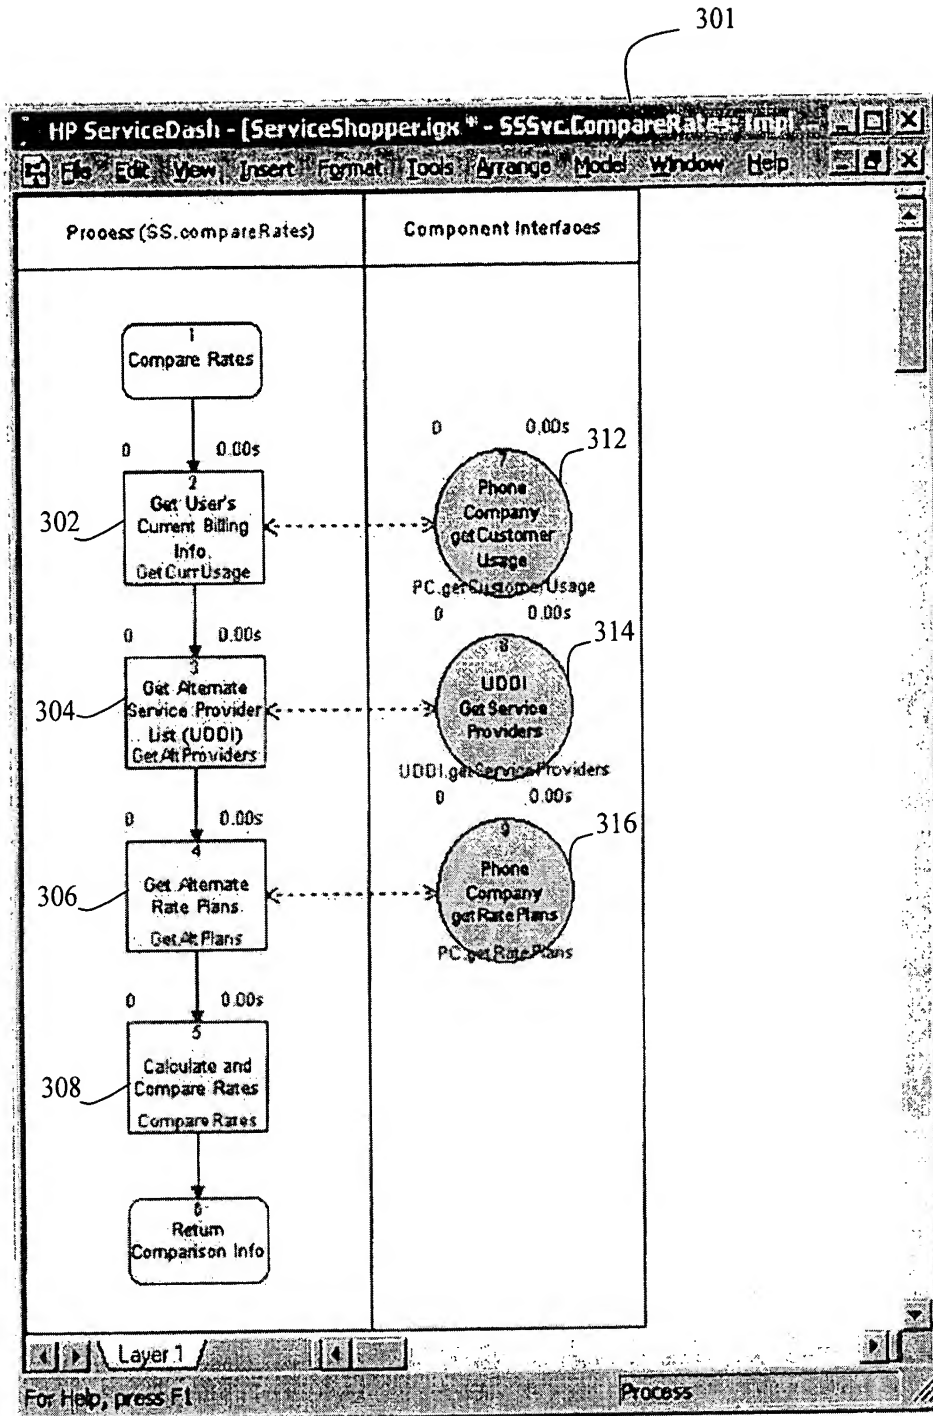 301
HP ServiceDash - [ServiceShopper.igx * - SSSvc.CompareRates-Impl
File Edit View Insert Format Tools Arrange Model Window Help
Process (SS.compareRates)
Component Interfaces
1
Compare Rates
0 0.00s
2
Get User's
Current Billing
Info.
GetCurrUsage
302
0 0.00s
7
Phone
Company
getCustomer
Usage
PC.getCustomerUsage
312
0 0.00s
3
Get Alternate
Service Provider
List (UDDI)
GetAltProviders
304
0 0.00s
8
UDDI
GetService
Providers
UDDI.getServiceProviders
314
0 0.00s
4
Get Alternate
Rate Plans.
GetAltPlans
306
0 0.00s
9
Phone
Company
getRatePlans
PC.getRatePlans
316
0 0.00s
5
Calculate and
Compare Rates
CompareRates
308
6
Return
Comparison Info
Layer 1
For Help, press F1
Process